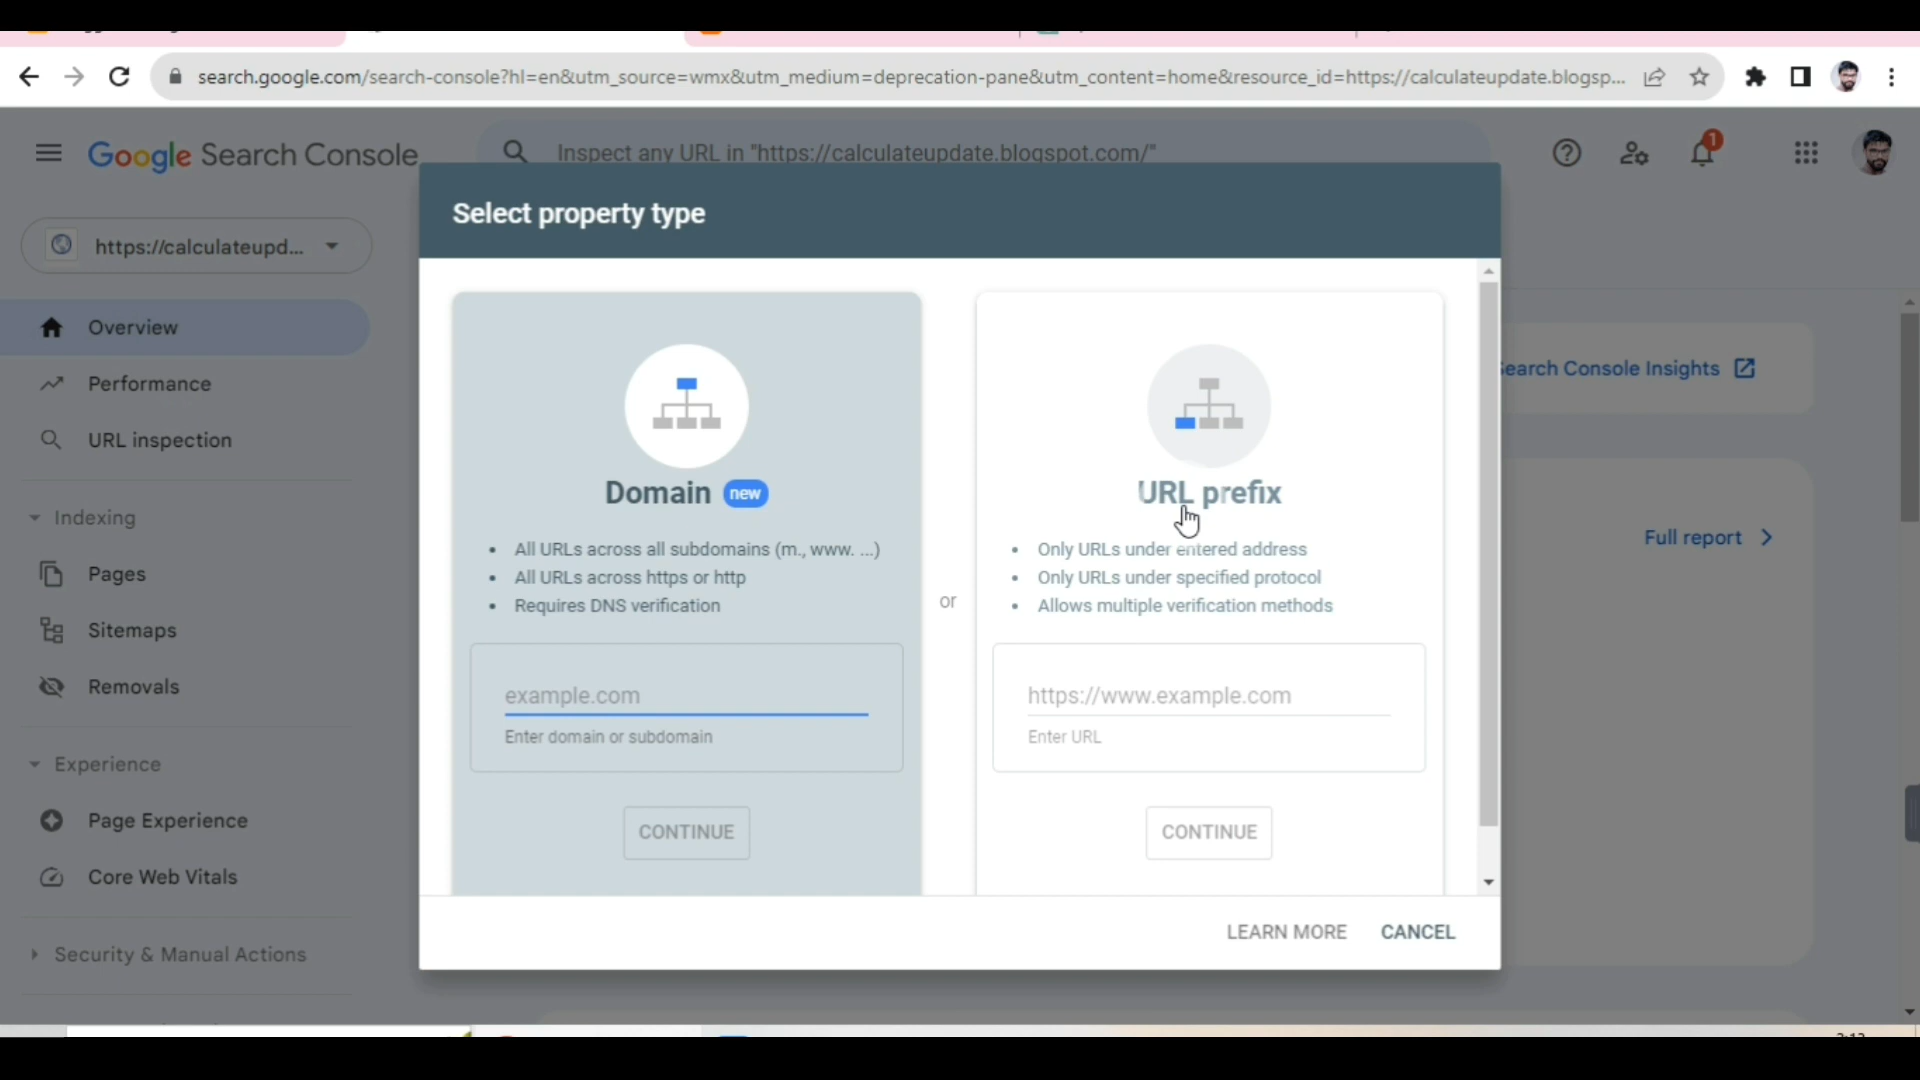 search.google.com/search-console?hl=en&utm_source=wmx&utm_medium=deprecation-pane&utm_content=home&resource_id=https://calculateupdate.blogsp...
Google Search Console
Inspect any URL in "https://calculateupdate.blogspot.com/"
1
https://calculateupd...
Overview
Performance
URL inspection
Indexing
Pages
Sitemaps
Removals
Experience
Page Experience
Core Web Vitals
Security & Manual Actions
Select property type
Domain new
All URLs across all subdomains (m., www. ...)
All URLs across https or http
Requires DNS verification
example.com
Enter domain or subdomain
CONTINUE
or
URL prefix
Only URLs under entered address
Only URLs under specified protocol
Allows multiple verification methods
https://www.example.com
Enter URL
CONTINUE
LEARN MORE
CANCEL
Search Console Insights
Full report